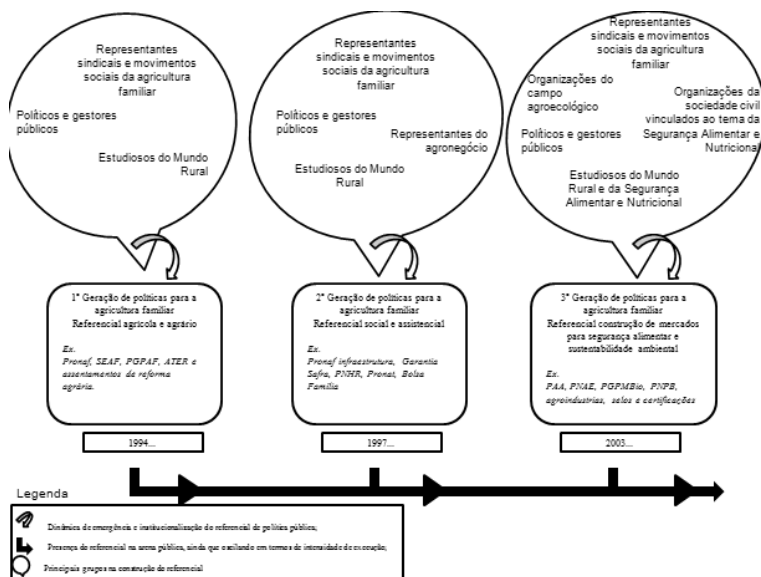 Representantes
sindicais e movimentos
sociais da agricultura
familiar
Políticos e gestores
públicos
Estudiosos do Mundo
Rural
Representantes
sindicais e movimentos
sociais da agricultura
familiar
Políticos e gestores
públicos
Representantes do
agronegócio
Estudiosos do Mundo
Rural
Representantes
sindicais e movimentos
sociais da agricultura
familiar
Organizações do
campo
agroecológico
Organizações da
sociedade civil
vinculados ao tema da
Segurança Alimentar e
Nutricional
Políticos e gestores
públicos
Estudiosos do Mundo
Rural e da Segurança
Alimentar e Nutricional
1ª Geração de políticas para a
agricultura familiar
Referencial agrícola e agrário
Ex.
Pronaf, SEAF, PGPAF, ATER e
assentamentos de reforma
agrária.
2ª Geração de políticas para a
agricultura familiar
Referencial social e assistencial
Ex.
Pronaf infraestrutura, Garantia
Safra, PNHR, Pronat, Bolsa
Família
3ª Geração de políticas para a
agricultura familiar
Referencial construção de mercados
para segurança alimentar e
sustentabilidade ambiental
Ex.
PAA, PNAE, PGPMBio, PNPB,
agroindustrias, selos e certificações
1994...
1997...
2003...
Legenda
Dinâmica de emergência e institucionalização do referencial de política pública;
Presença do referencial na arena pública, ainda que oscilando em termos de intensidade de execução;
Principais grupos na construção do referencial